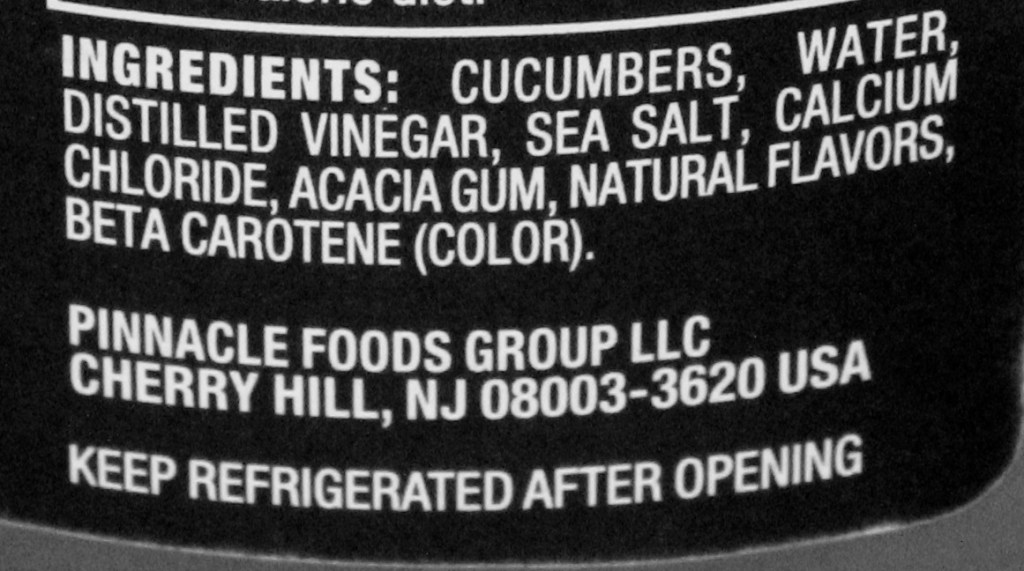 INGREDIENTS: CUCUMBERS, WATER,
DISTILLED VINEGAR, SEA SALT, CALCIUM
CHLORIDE, ACACIA GUM, NATURAL FLAVORS,
BETA CAROTENE (COLOR).
PINNACLE FOODS GROUP LLC
CHERRY HILL, NJ 08003-3620 USA
KEEP REFRIGERATED AFTER OPENING